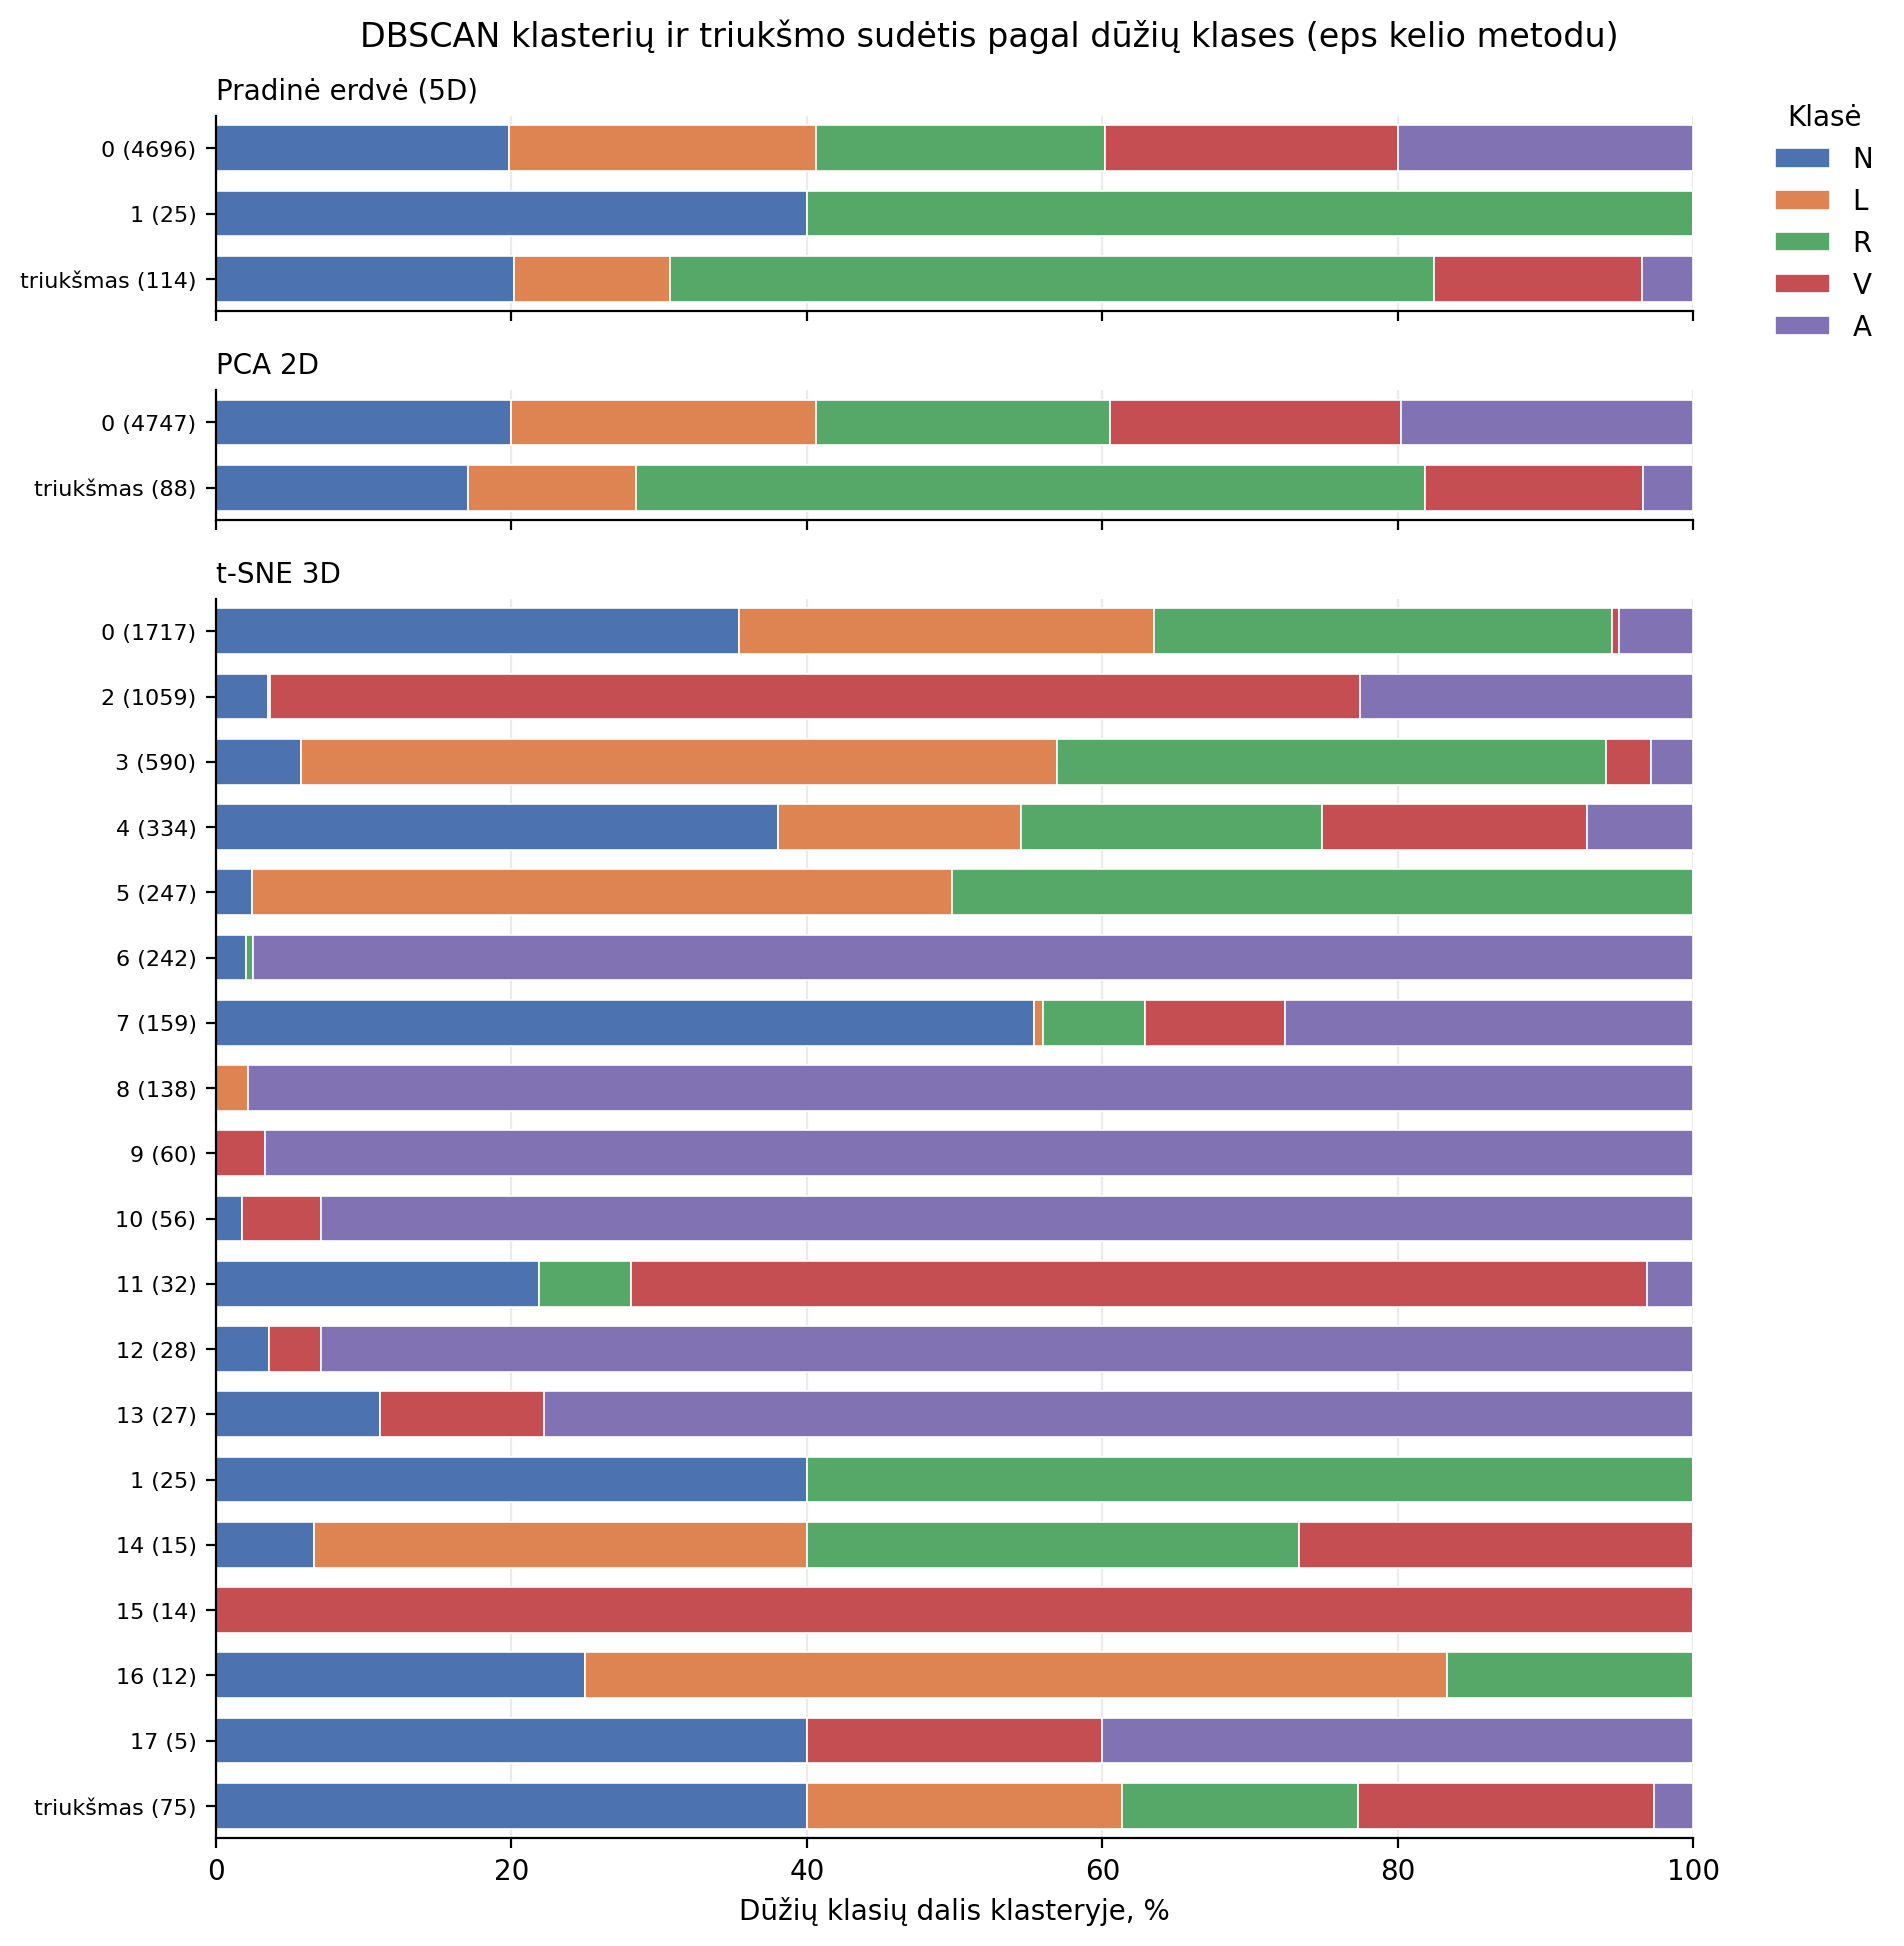 DBSCAN klasterių ir triukšmo sudėtis pagal dūžių klases (eps kelio metodu)
Pradinė erdvė (5D)
0 (4696)
1 (25)
triukšmas (114)
Klasė
N
L
R
V
A
PCA 2D
0 (4747)
triukšmas (88)
t-SNE 3D
0 (1717)
2 (1059)
3 (590)
4 (334)
5 (247)
6 (242)
7 (159)
8 (138)
9 (60)
10 (56)
11 (32)
12 (28)
13 (27)
1 (25)
14 (15)
15 (14)
16 (12)
17 (5)
triukšmas (75)
0 20 40 60 80 100
Dūžių klasių dalis klasteryje, %